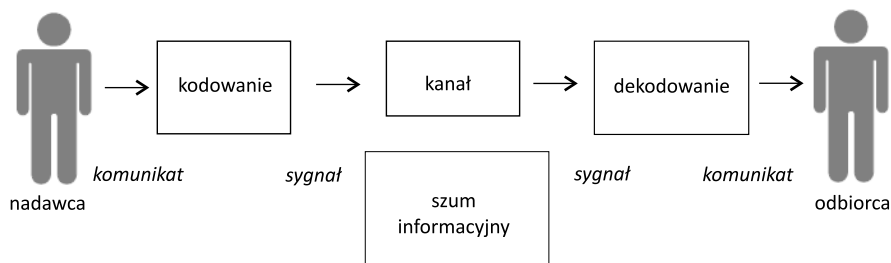 kodowanie
kanał
dekodowanie
komunikat
sygnał
sygnał
komunikat
nadawca
szum
informacyjny
odbiorca